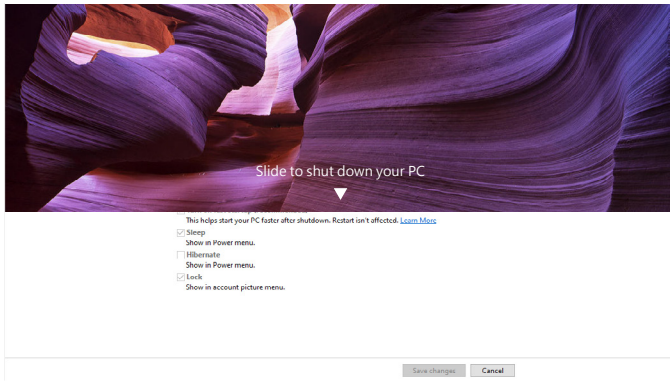 Slide to shut down your PC
This helps start your PC faster after shutdown. Restart isn't affected. Learn More
Sleep
Show in Power menu.
Hibernate
Show in Power menu.
Lock
Show in account picture menu.
Save changes Cancel